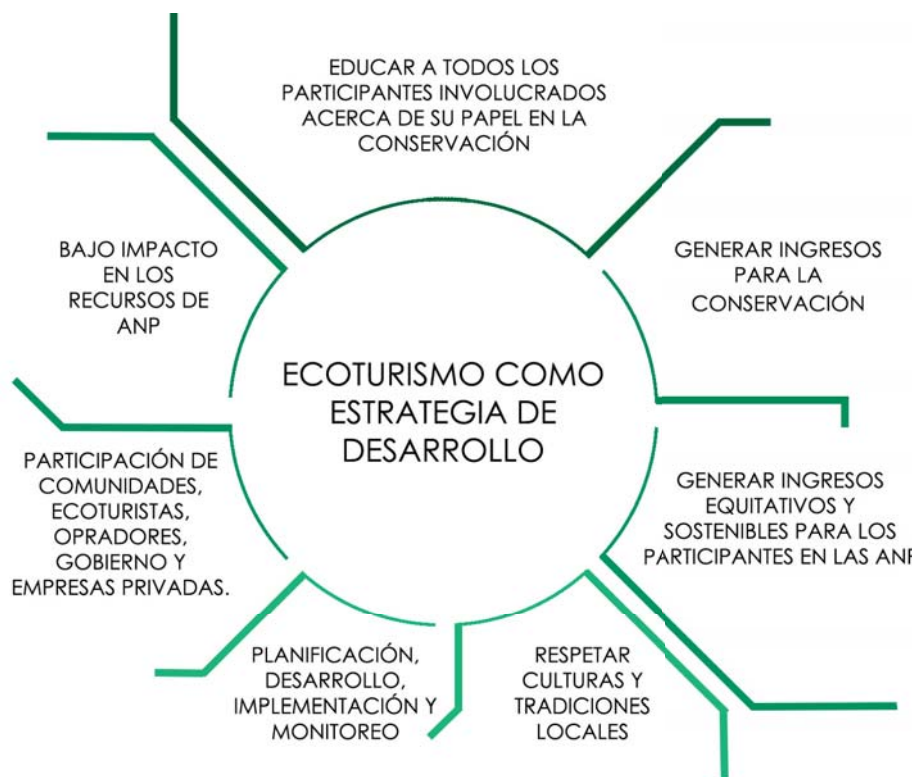 EDUCAR A TODOS LOS
PARTICIPANTES INVOLUCRADOS
ACERCA DE SU PAPEL EN LA
CONSERVACIÓN
BAJO IMPACTO
EN LOS
RECURSOS DE
ANP
GENERAR INGRESOS
PARA LA
CONSERVACIÓN
ECOTURISMO COMO
ESTRATEGIA DE
DESARROLLO
PARTICIPACIÓN DE
COMUNIDADES,
ECOTURISTAS,
OPRADORES,
GOBIERNO Y
EMPRESAS PRIVADAS.
GENERAR INGRESOS
EQUITATIVOS Y
SOSTENIBLES PARA LOS
PARTICIPANTES EN LAS ANP
PLANIFICACIÓN,
DESARROLLO,
IMPLEMENTACIÓN Y
MONITOREO
RESPETAR
CULTURAS Y
TRADICIONES
LOCALES